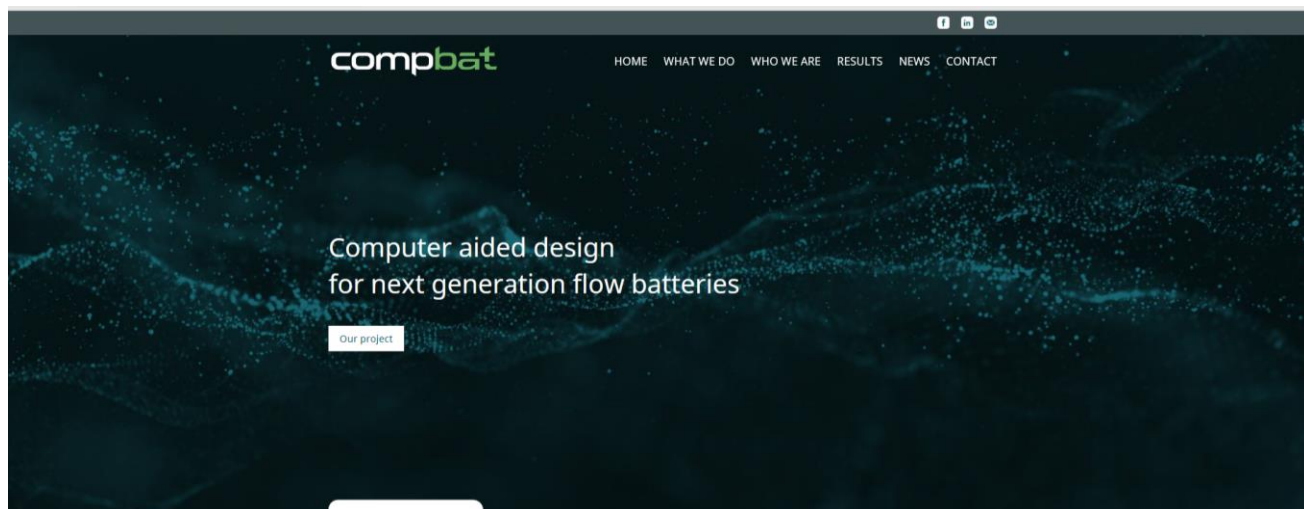 compbat
HOME WHAT WE DO WHO WE ARE RESULTS NEWS CONTACT
Computer aided design
for next generation flow batteries
Our project